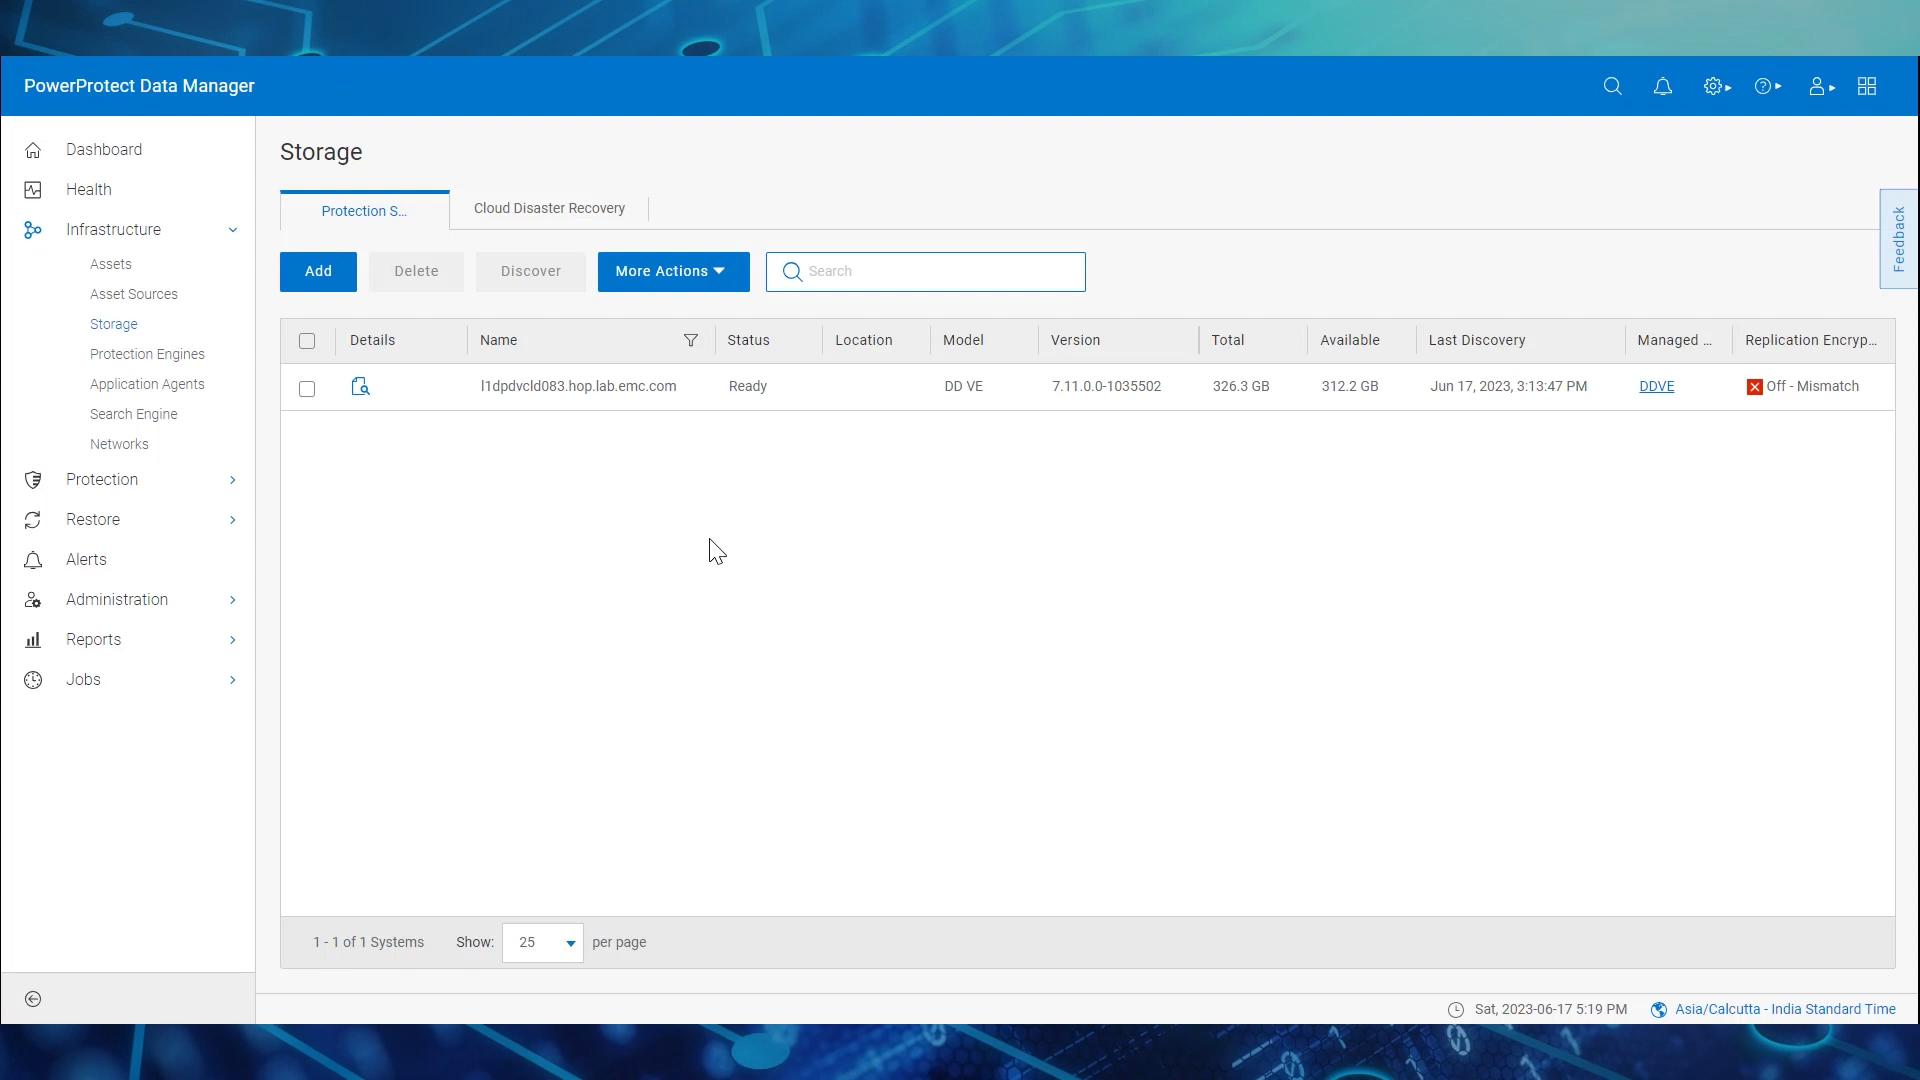 PowerProtect Data Manager
Dashboard
Health
Infrastructure
Assets
Asset Sources
Storage
Protection Engines
Application Agents
Search Engine
Networks
Protection
Restore
Alerts
Administration
Reports
Jobs
Storage
Protection S...
Cloud Disaster Recovery
Add
Delete
Discover
More Actions
Search
Feedback
Details Name Status Location Model Version Total Available Last Discovery Managed ... Replication Encryp...
l1dpdvcld083.hop.lab.emc.com Ready DD VE 7.11.0.0-1035502 326.3 GB 312.2 GB Jun 17, 2023, 3:13:47 PM DDVE Off - Mismatch
1 - 1 of 1 Systems Show: 25 per page
Sat, 2023-06-17 5:19 PM Asia/Calcutta - India Standard Time